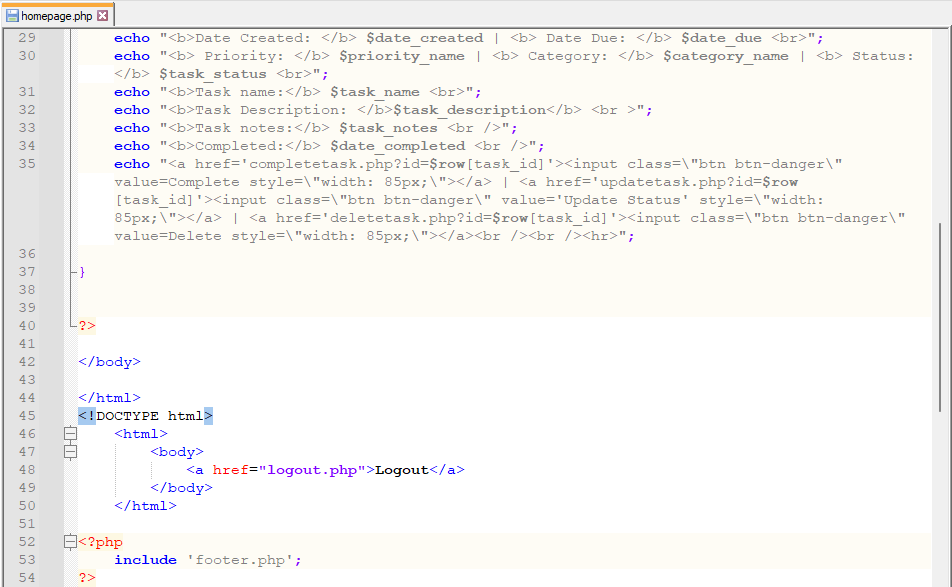 homepage.php
29 echo "<b>Date Created: </b> $date_created | <b> Date Due: </b> $date_due <br>";
30 echo "<b> Priority: </b> $priority_name | <b> Category: </b> $category_name | <b> Status:
</b> $task_status <br>";
31 echo "<b>Task name:</b> $task_name <br>";
32 echo "<b>Task Description: </b>$task_description</b> <br >";
33 echo "<b>Task notes:</b> $task_notes <br />";
34 echo "<b>Completed:</b> $date_completed <br />";
35 echo "<a href='completetask.php?id=$row[task_id]'><input class=\"btn btn-danger\"
value=Complete style=\"width: 85px;\"></a> | <a href='updatetask.php?id=$row
[task_id]'><input class=\"btn btn-danger\" value='Update Status' style=\"width:
85px;\"></a> | <a href='deletetask.php?id=$row[task_id]'><input class=\"btn btn-danger\"
value=Delete style=\"width: 85px;\"></a><br /><br /><hr>";
36
37 }
38
39
40 ?>
41
42 </body>
43
44 </html>
45 <!DOCTYPE html>
46 <html>
47 <body>
48 <a href="logout.php">Logout</a>
49 </body>
50 </html>
51
52 <?php
53 include 'footer.php';
54 ?>